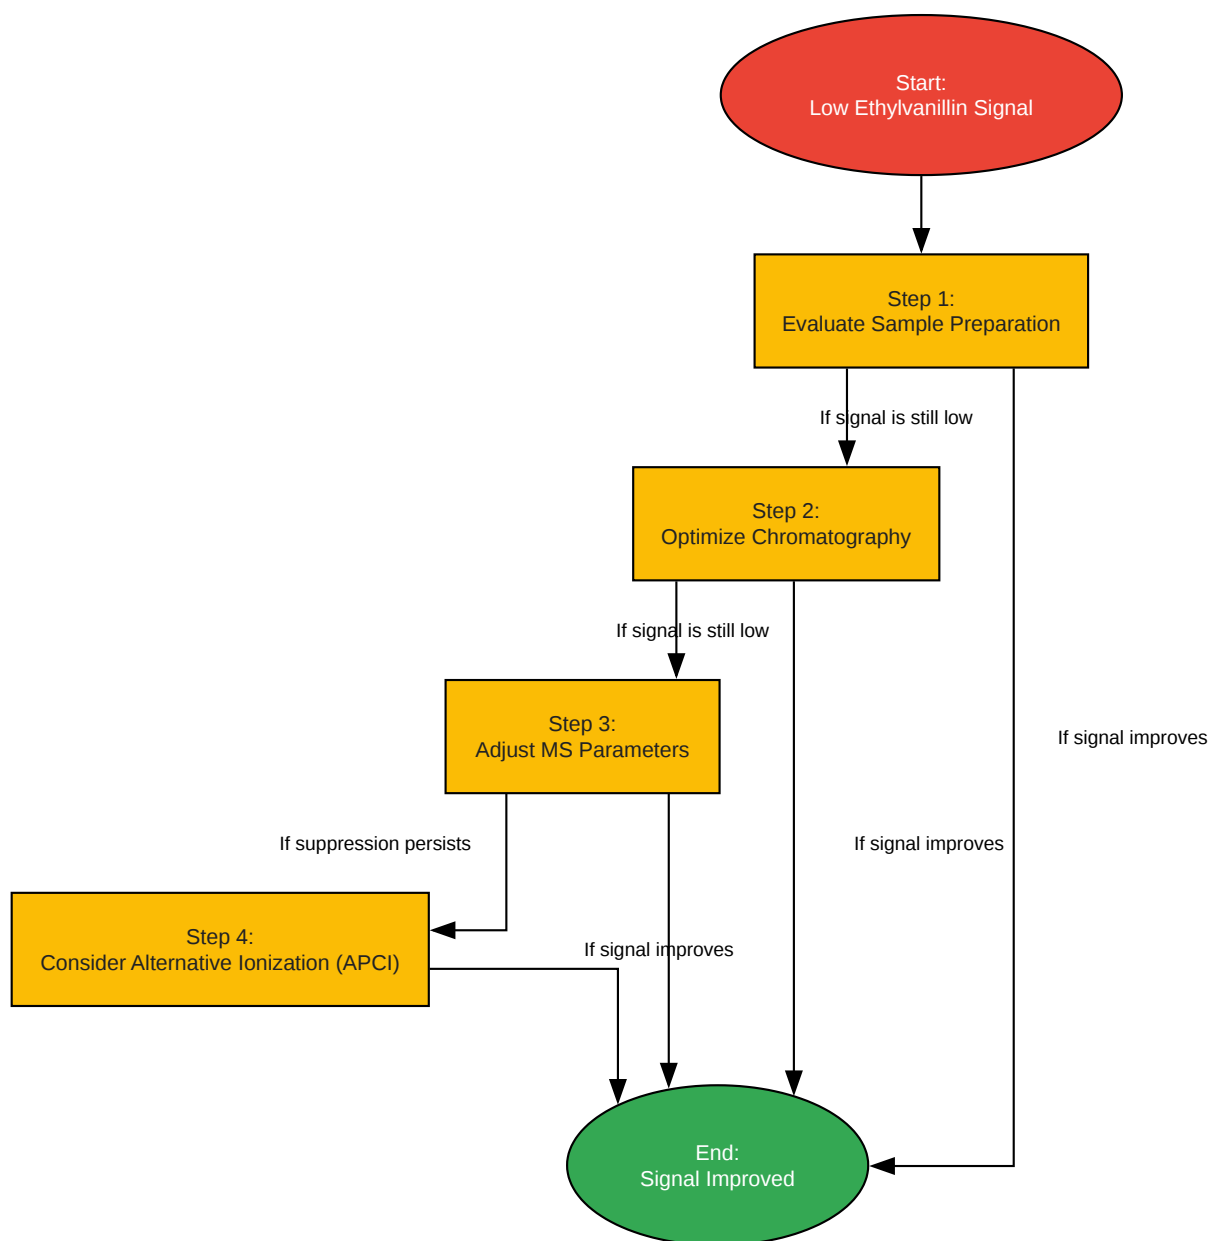 Start:
Low Ethylvanillin Signal
Step 1:
Evaluate Sample Preparation
If signal is still low
Step 2:
Optimize Chromatography
If signal is still low
Step 3:
Adjust MS Parameters
If signal improves
If suppression persists
If signal improves
Step 4:
Consider Alternative Ionization (APCI)
If signal improves
End:
Signal Improved